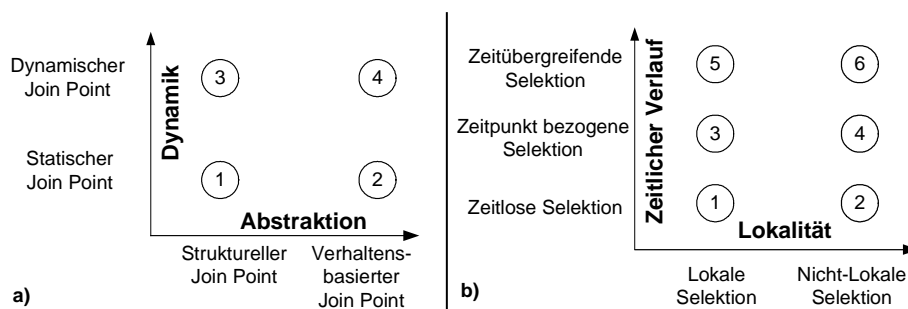 Dynamischer
Join Point
Statischer
Join Point
Dynamik
3
4
1
2
Abstraktion
Struktureller
Join Point
Verhaltens-
basierter
Join Point
a)
Zeitübergreifende
Selektion
Zeitpunkt bezogene
Selektion
Zeitlose Selektion
Zeitlicher Verlauf
5
6
3
4
1
2
Lokalität
Lokale
Selektion
Nicht-Lokale
Selektion
b)